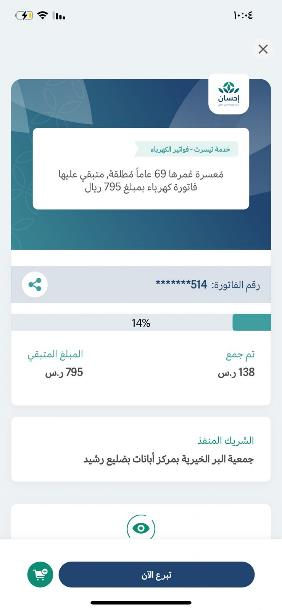 ١٠:٠٤
إحسان
خدمة تيسرت - فواتير الكهرباء
مُعسرة عُمرها 69 عاماً مُطلقة, متبقي عليها
فاتورة كهرباء بمبلغ 795 ريال
رقم الفاتورة: 514*******
14%
تم جمع
138 ر.س
المبلغ المتبقي
795 ر.س
الشريك المنفذ
جمعية البر الخيرية بمركز أبانات بضليع رشيد
تبرع الآن